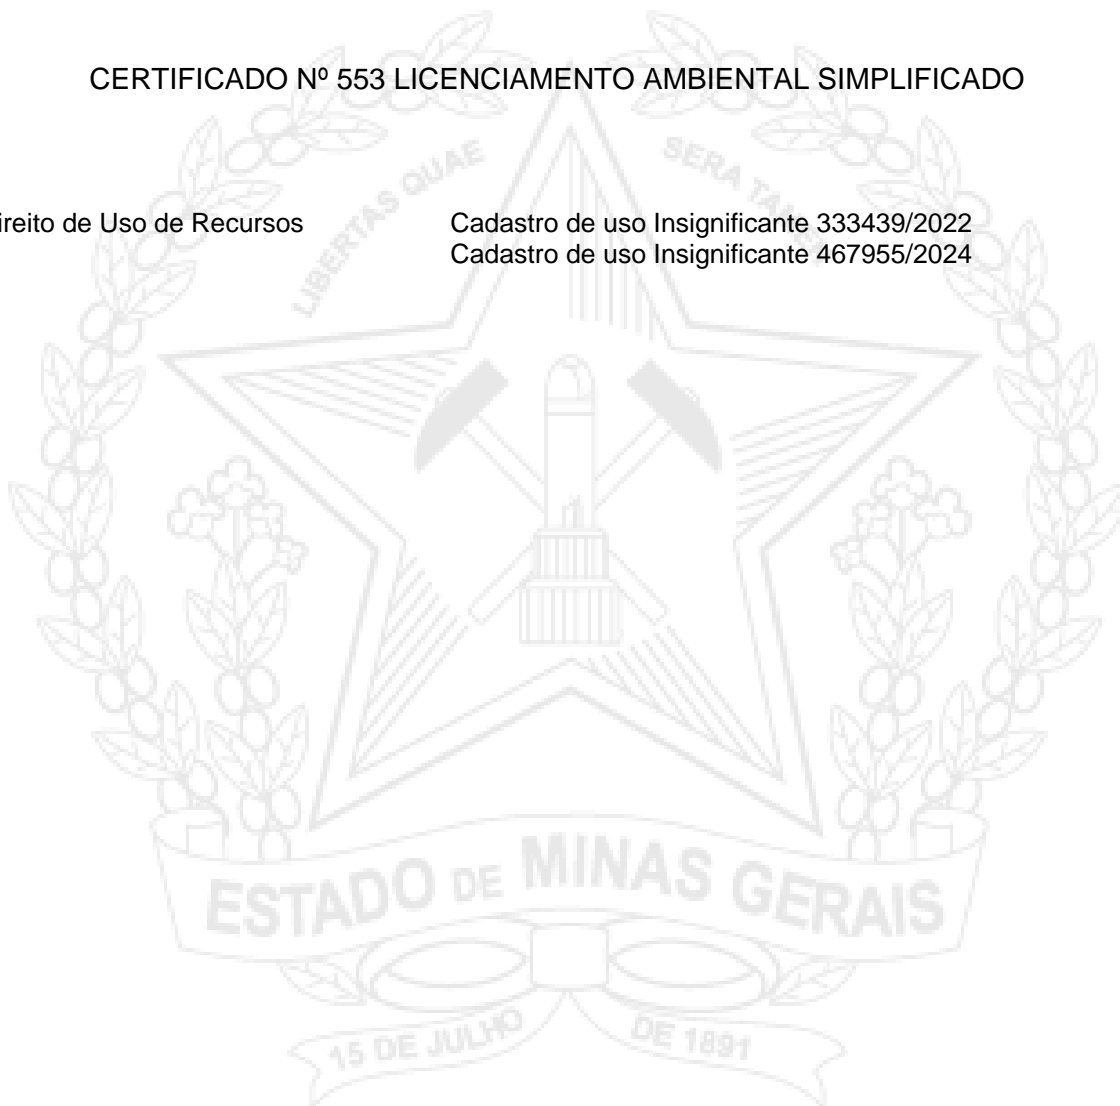 CERTIFICADO Nº 553 LICENCIAMENTO AMBIENTAL SIMPLIFICADO
LIBERTAS QUAE SERA TAMEN
ireito de Uso de Recursos Cadastro de uso Insignificante 333439/2022
Cadastro de uso Insignificante 467955/2024
ESTADO DE MINAS GERAIS
15 DE JULHO DE 1891